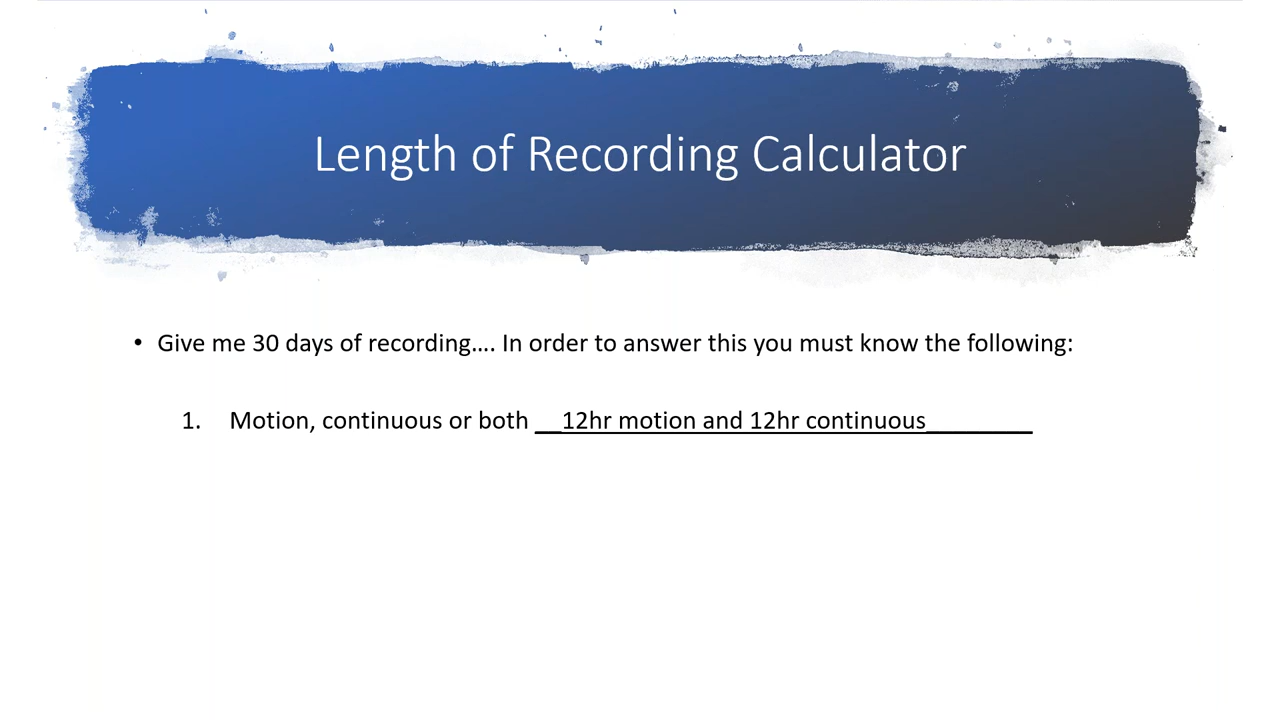 Length of Recording Calculator
• Give me 30 days of recording…. In order to answer this you must know the following:
1. Motion, continuous or both __12hr motion and 12hr continuous________